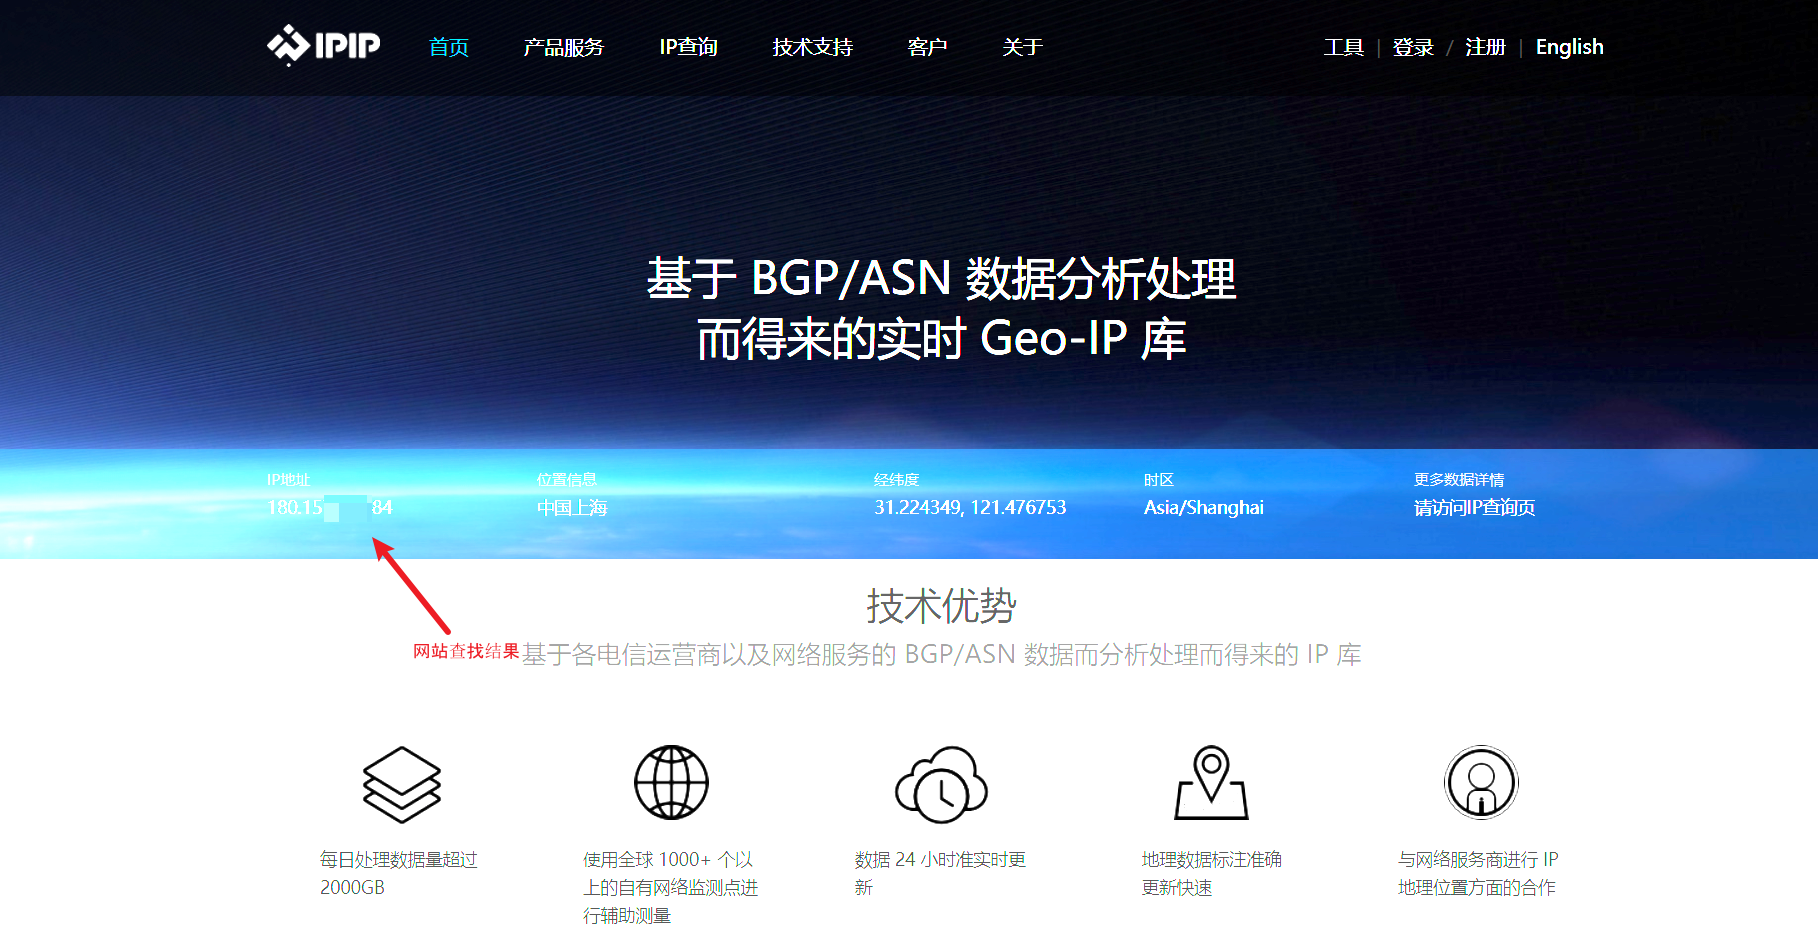 IPIP 首页 产品服务 IP查询 技术支持 客户 关于 工具 | 登录 / 注册 | English
基于 BGP/ASN 数据分析处理
而得来的实时 Geo-IP 库
IP地址 位置信息 经纬度 时区 更多数据详情
180.15 84 中国上海 31.224349, 121.476753 Asia/Shanghai 请访问IP查询页
技术优势
网站查找结果
基于各电信运营商以及网络服务的 BGP/ASN 数据而分析处理而得来的 IP 库
每日处理数据量超过
2000GB
使用全球 1000+ 个以
上的自有网络监测点进
行辅助测量
数据 24 小时准实时更
新
地理数据标注准确
更新快速
与网络服务商进行 IP
地理位置方面的合作